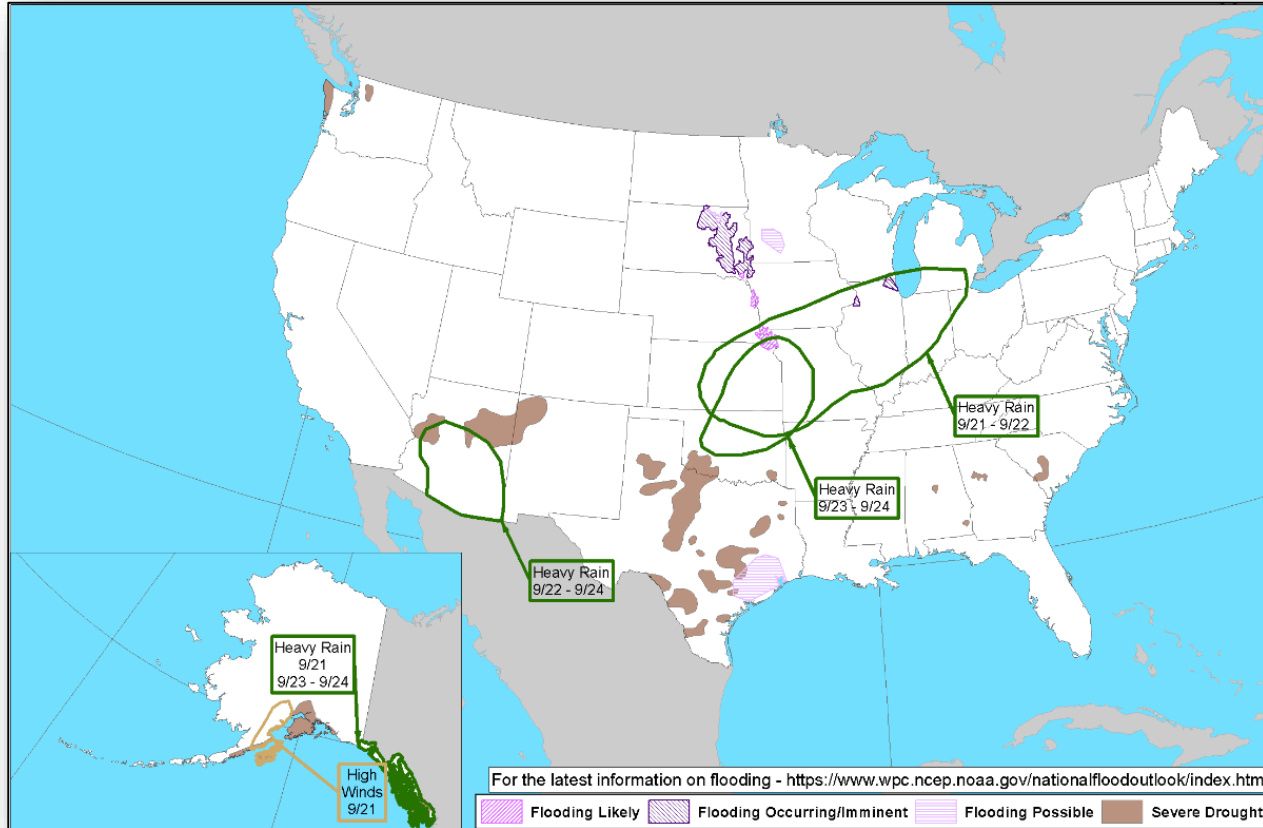 Heavy Rain
9/21 - 9/22
Heavy Rain
9/23 - 9/24
Heavy Rain
9/22 - 9/24
Heavy Rain
9/21
9/23 - 9/24
High
Winds
9/21
For the latest information on flooding - https://www.wpc.ncep.noaa.gov/nationalfloodoutlook/index.htm
Flooding Likely
Flooding Occurring/Imminent
Flooding Possible
Severe Drought